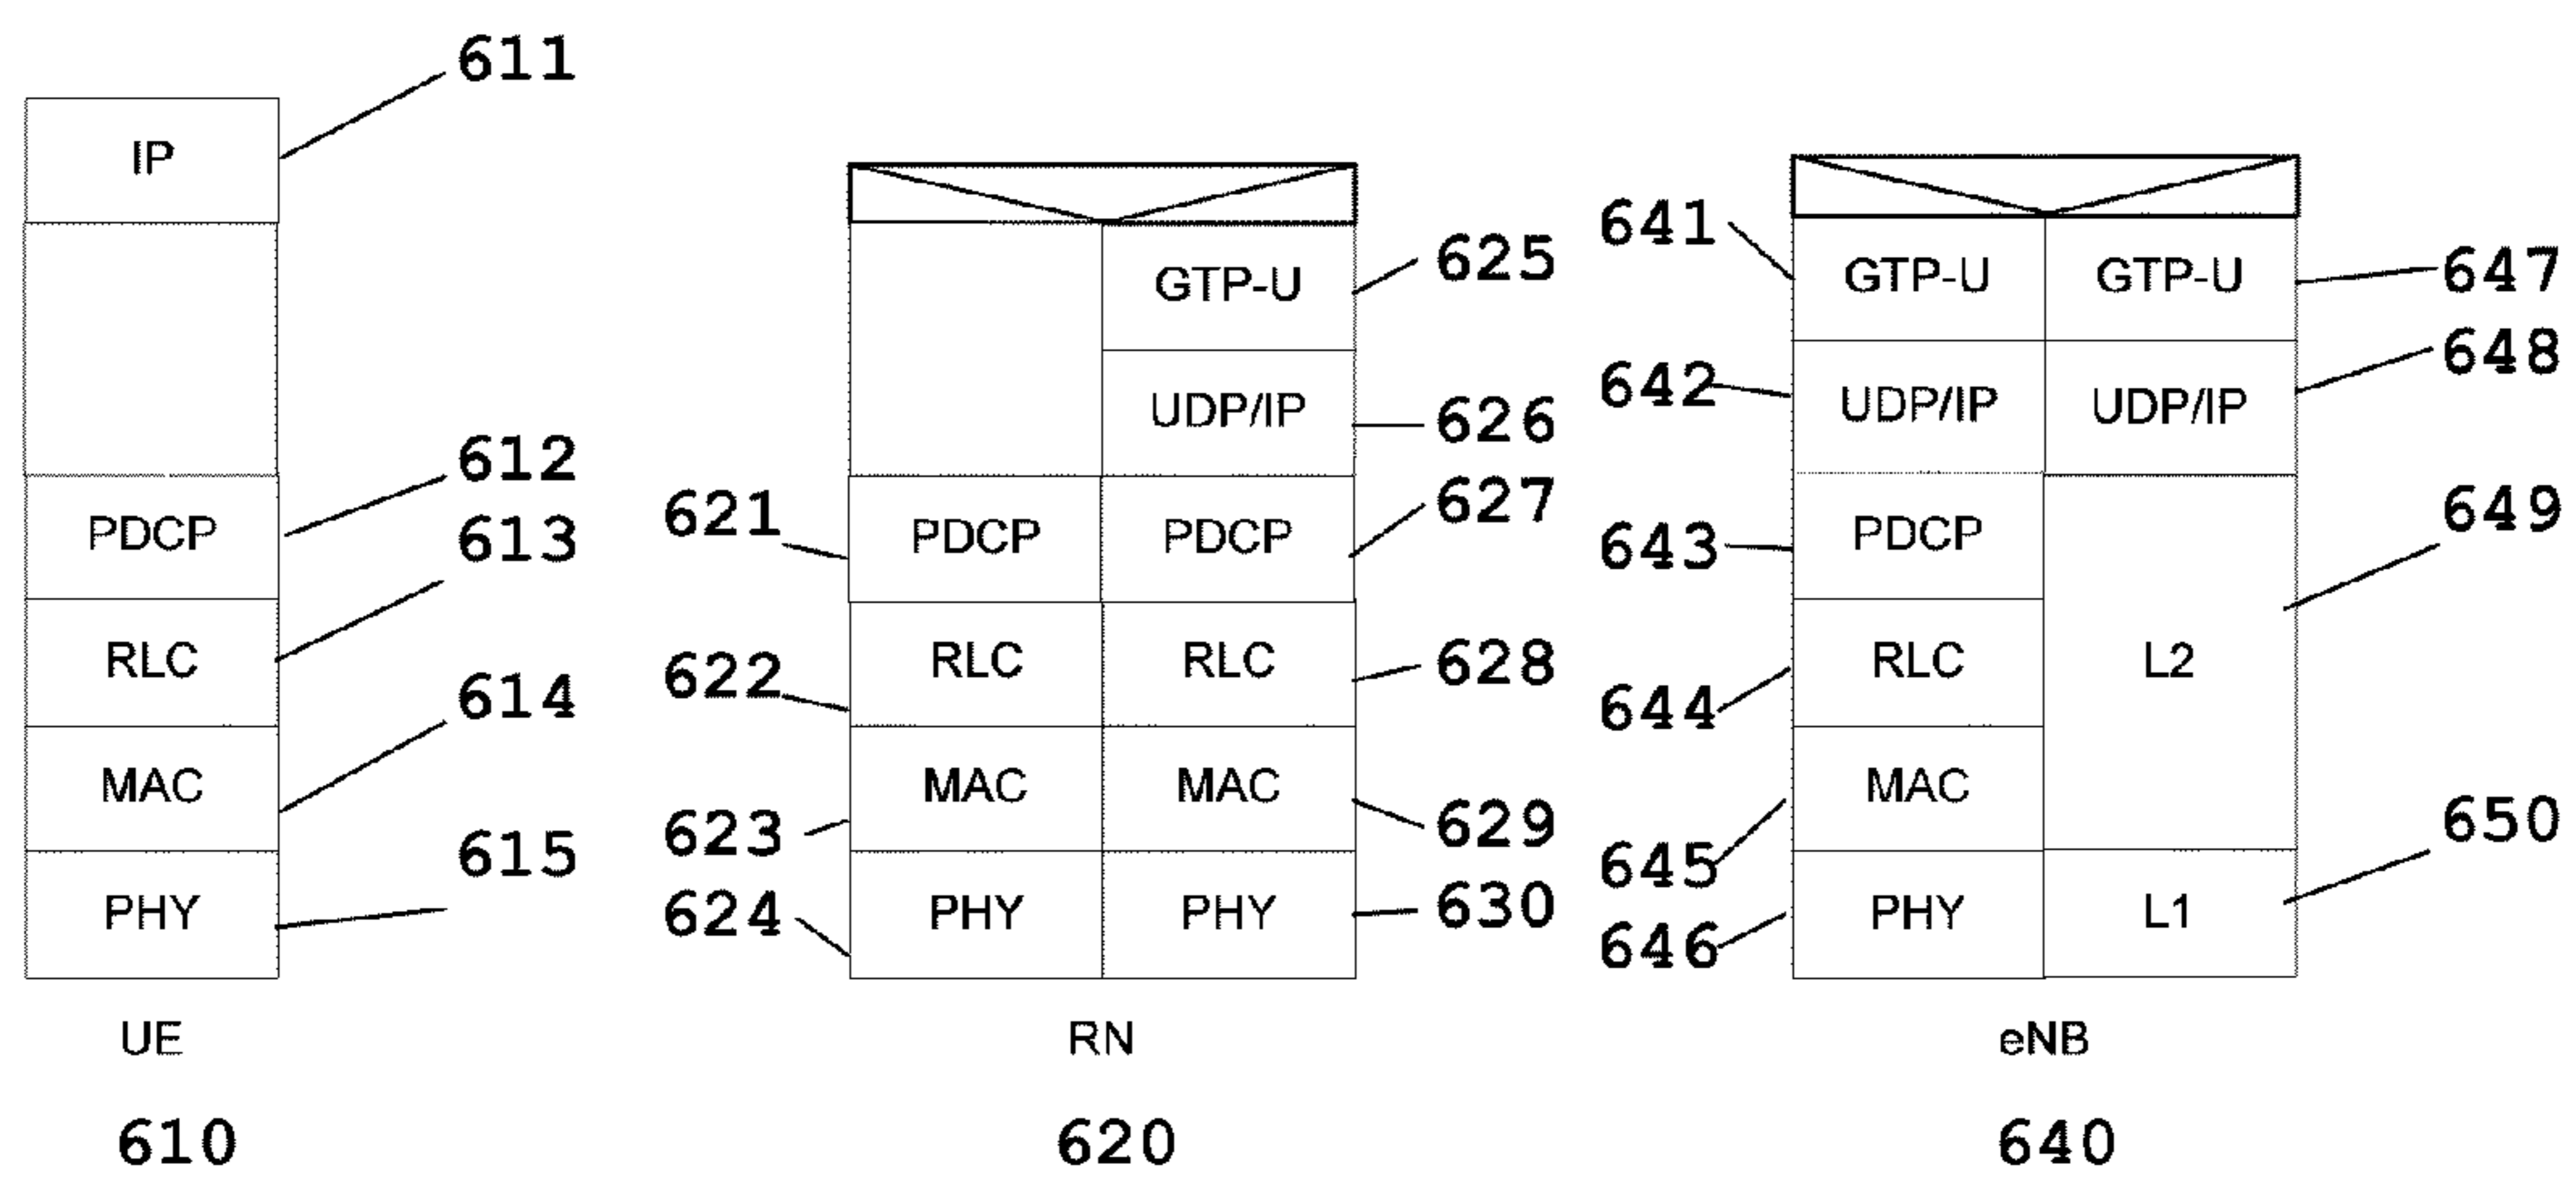 611
IP
625
641
GTP-U
GTP-U
GTP-U
647
648
642
UDP/IP
UDP/IP
UDP/IP
626
612
627
621
649
PDCP
PDCP
PDCP
PDCP
643
613
RLC
RLC
RLC
RLC
L2
628
622
644
614
MAC
MAC
MAC
MAC
623
629
645
650
615
PHY
PHY
PHY
PHY
L1
624
630
646
UE
RN
eNB
610
620
640